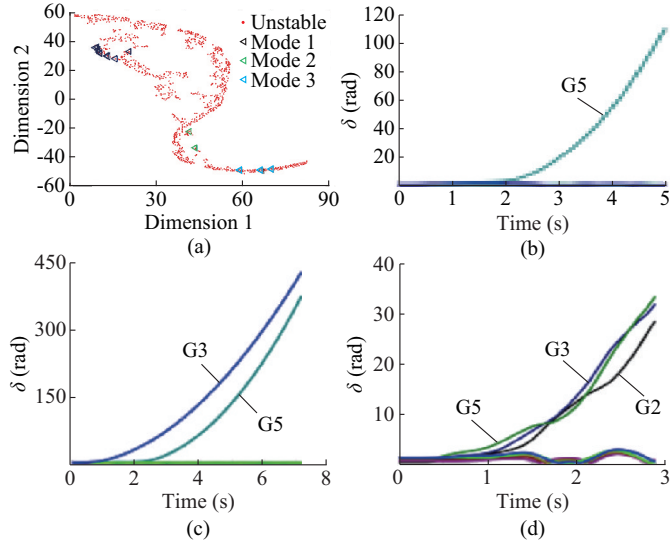 60
40
20
0
-20
-40
-60
0
30
60
90
Dimension 2
Dimension 1
Unstable
Mode 1
Mode 2
Mode 3
(a)
120
100
80
60
40
20
0
1
2
3
4
5
δ (rad)
Time (s)
G5
(b)
450
300
150
0
2
4
6
8
δ (rad)
Time (s)
G3
G5
(c)
40
30
20
10
0
1
2
3
δ (rad)
Time (s)
G3
G5
G2
(d)